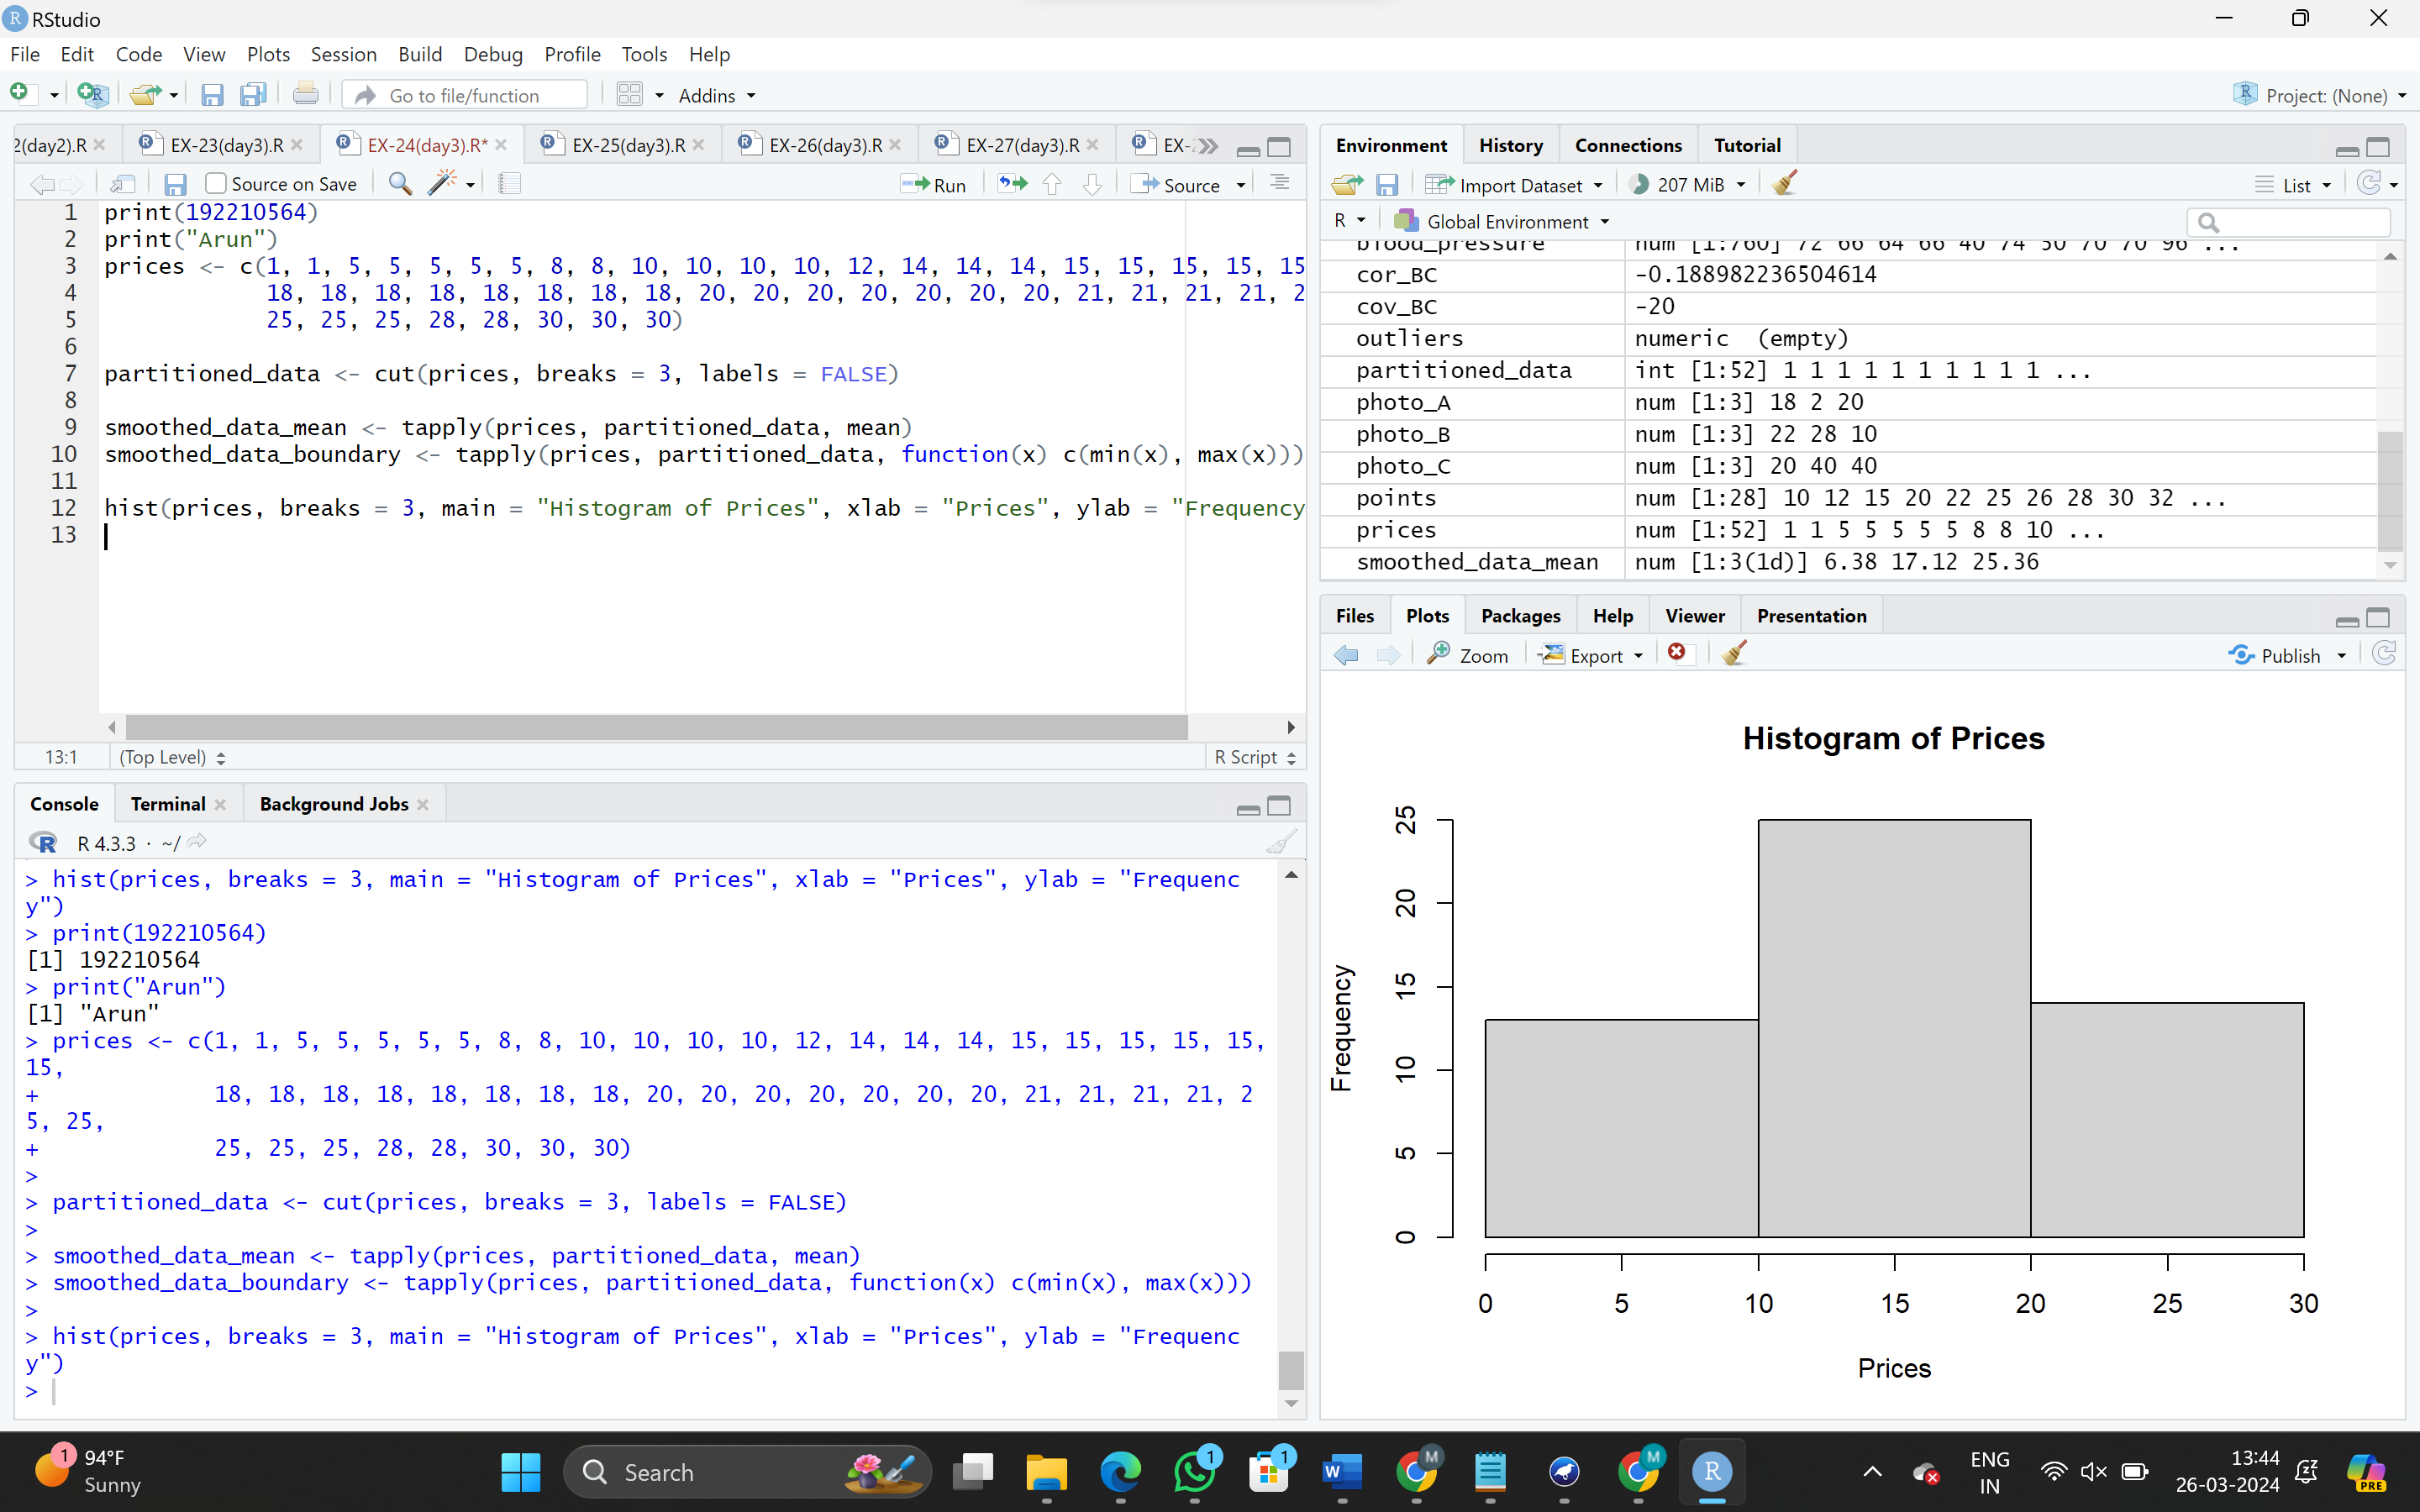 RStudio
File Edit Code View Plots Session Build Debug Profile Tools Help
Go to file/function Addins Project: (None)
2(day2).R EX-23(day3).R EX-24(day3).R* EX-25(day3).R EX-26(day3).R EX-27(day3).R
Source on Save Run Source
1 print(192210564)
2 print("Arun")
3 prices <- c(1, 1, 5, 5, 5, 5, 5, 8, 8, 10, 10, 10, 10, 12, 14, 14, 14, 15, 15, 15, 15, 15
4 18, 18, 18, 18, 18, 18, 18, 18, 20, 20, 20, 20, 20, 20, 20, 21, 21, 21, 21, 2
5 25, 25, 25, 28, 28, 30, 30, 30)
6
7 partitioned_data <- cut(prices, breaks = 3, labels = FALSE)
8
9 smoothed_data_mean <- tapply(prices, partitioned_data, mean)
10 smoothed_data_boundary <- tapply(prices, partitioned_data, function(x) c(min(x), max(x)))
11
12 hist(prices, breaks = 3, main = "Histogram of Prices", xlab = "Prices", ylab = "Frequency
13
13:1 (Top Level) R Script
Console Terminal Background Jobs
R 4.3.3 · ~/
> hist(prices, breaks = 3, main = "Histogram of Prices", xlab = "Prices", ylab = "Frequenc
y")
> print(192210564)
[1] 192210564
> print("Arun")
[1] "Arun"
> prices <- c(1, 1, 5, 5, 5, 5, 5, 8, 8, 10, 10, 10, 10, 12, 14, 14, 14, 15, 15, 15, 15, 15,
15,
+ 18, 18, 18, 18, 18, 18, 18, 18, 20, 20, 20, 20, 20, 20, 20, 21, 21, 21, 21, 2
5, 25,
+ 25, 25, 25, 28, 28, 30, 30, 30)
>
> partitioned_data <- cut(prices, breaks = 3, labels = FALSE)
>
> smoothed_data_mean <- tapply(prices, partitioned_data, mean)
> smoothed_data_boundary <- tapply(prices, partitioned_data, function(x) c(min(x), max(x)))
>
> hist(prices, breaks = 3, main = "Histogram of Prices", xlab = "Prices", ylab = "Frequenc
y")
>
Environment History Connections Tutorial
Import Dataset 207 MiB List
R Global Environment
blood_pressure num [1:760] 72 66 64 66 40 74 50 70 70 96 ...
cor_BC -0.188982236504614
cov_BC -20
outliers numeric (empty)
partitioned_data int [1:52] 1 1 1 1 1 1 1 1 1 1 ...
photo_A num [1:3] 18 2 20
photo_B num [1:3] 22 28 10
photo_C num [1:3] 20 40 40
points num [1:28] 10 12 15 20 22 25 26 28 30 32 ...
prices num [1:52] 1 1 5 5 5 5 5 8 8 10 ...
smoothed_data_mean num [1:3(1d)] 6.38 17.12 25.36
Files Plots Packages Help Viewer Presentation
Zoom Export Publish
Histogram of Prices
Frequency
25
20
15
10
5
0
0 5 10 15 20 25 30
Prices
1 94°F
Sunny
Search
1 1 W M M R
ENG
IN
13:44
26-03-2024
PRE